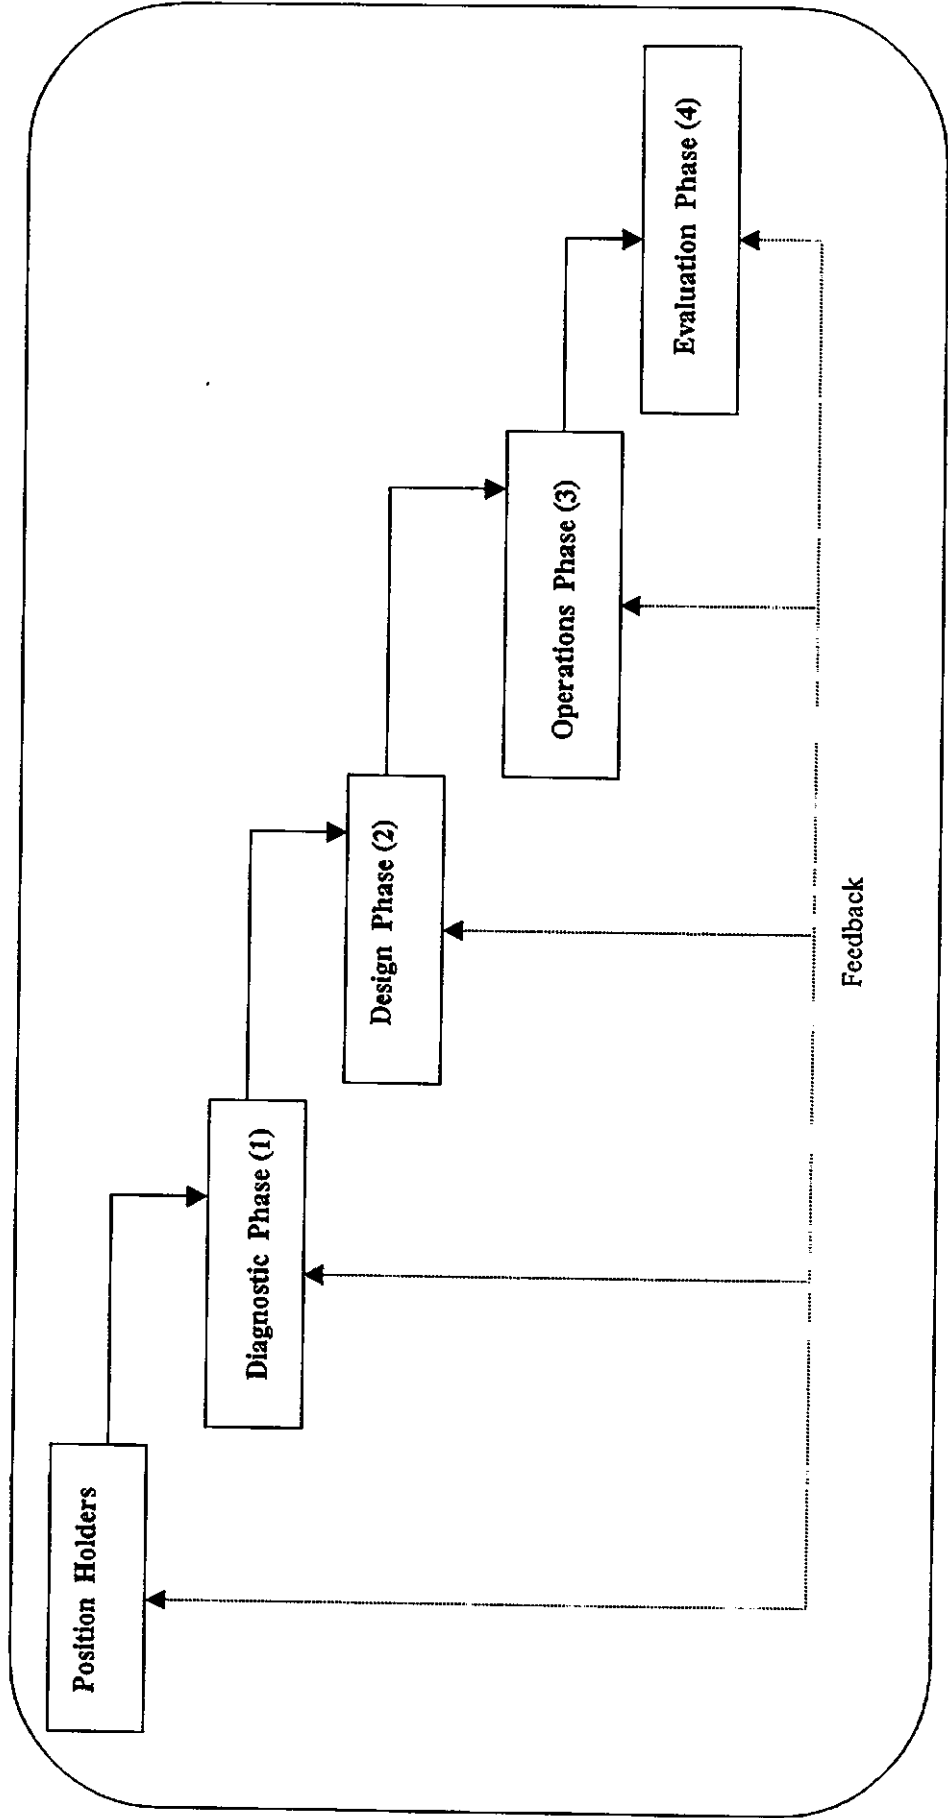 Position Holders
Diagnostic Phase (1)
Design Phase (2)
Operations Phase (3)
Evaluation Phase (4)
Feedback